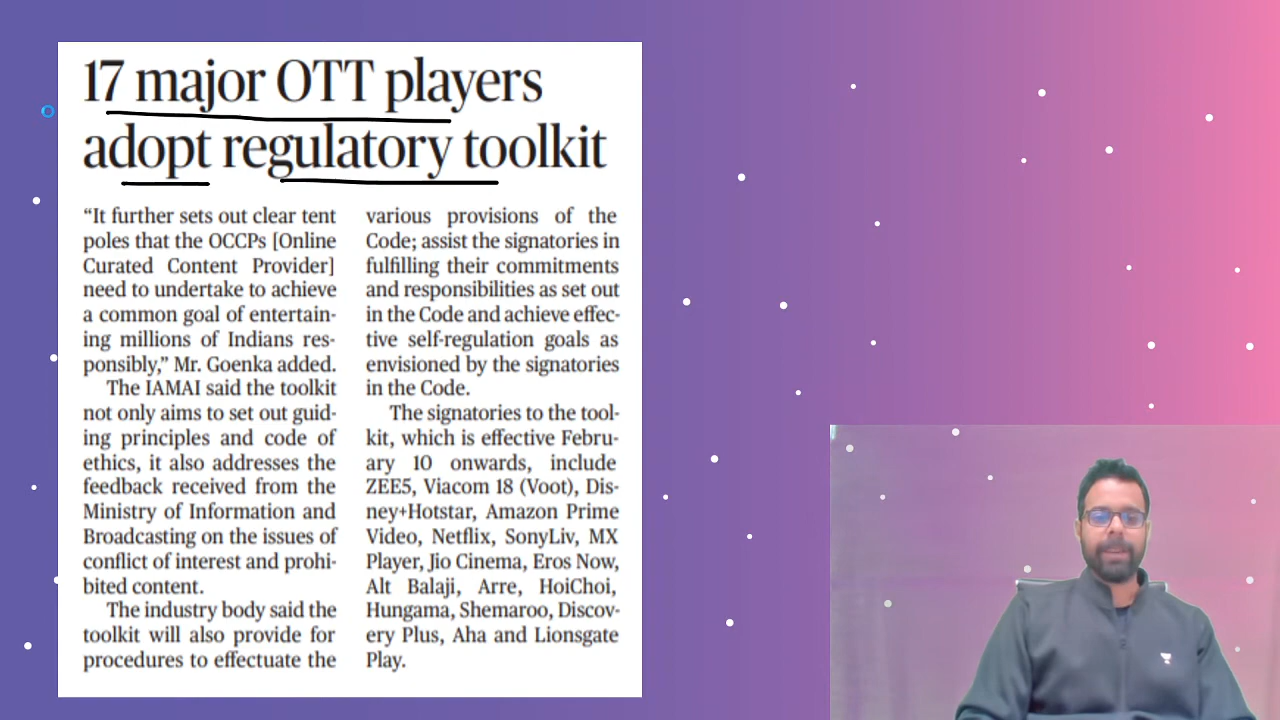 17 major OTT players
adopt regulatory toolkit
“It further sets out clear tent
poles that the OCCPs [Online
Curated Content Provider]
need to undertake to achieve
a common goal of entertain-
ing millions of Indians res-
ponsibly,” Mr. Goenka added.
The IAMAI said the toolkit
not only aims to set out guid-
ing principles and code of
ethics, it also addresses the
feedback received from the
Ministry of Information and
Broadcasting on the issues of
conflict of interest and prohi-
bited content.
The industry body said the
toolkit will also provide for
procedures to effectuate the
various provisions of the
Code; assist the signatories in
fulfilling their commitments
and responsibilities as set out
in the Code and achieve effec-
tive self-regulation goals as
envisioned by the signatories
in the Code.
The signatories to the tool-
kit, which is effective Febru-
ary 10 onwards, include
ZEE5, Viacom 18 (Voot), Dis-
ney+Hotstar, Amazon Prime
Video, Netflix, SonyLiv, MX
Player, Jio Cinema, Eros Now,
Alt Balaji, Arre, HoiChoi,
Hungama, Shemaroo, Discov-
ery Plus, Aha and Lionsgate
Play.